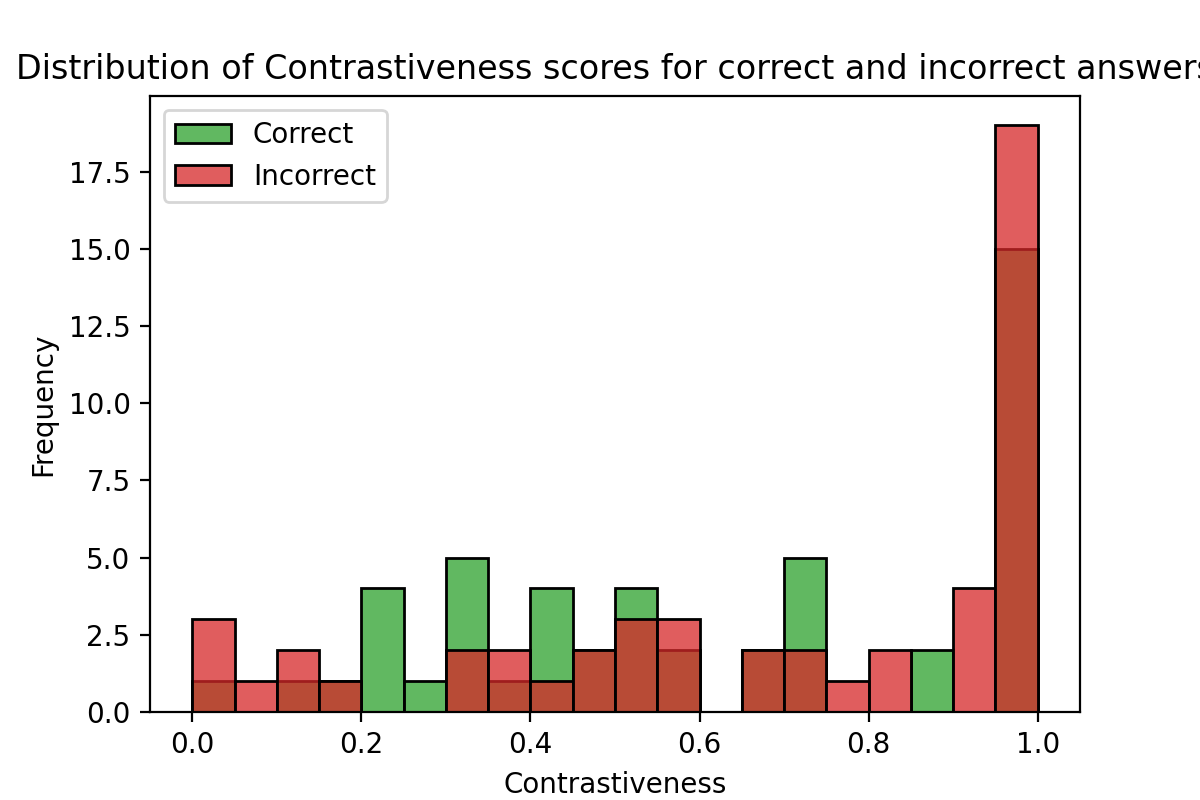 Distribution of Contrastiveness scores for correct and incorrect answers
Correct
Incorrect
17.5
15.0
12.5
10.0
7.5
5.0
2.5
0.0
Frequency
0.0 0.2 0.4 0.6 0.8 1.0
Contrastiveness